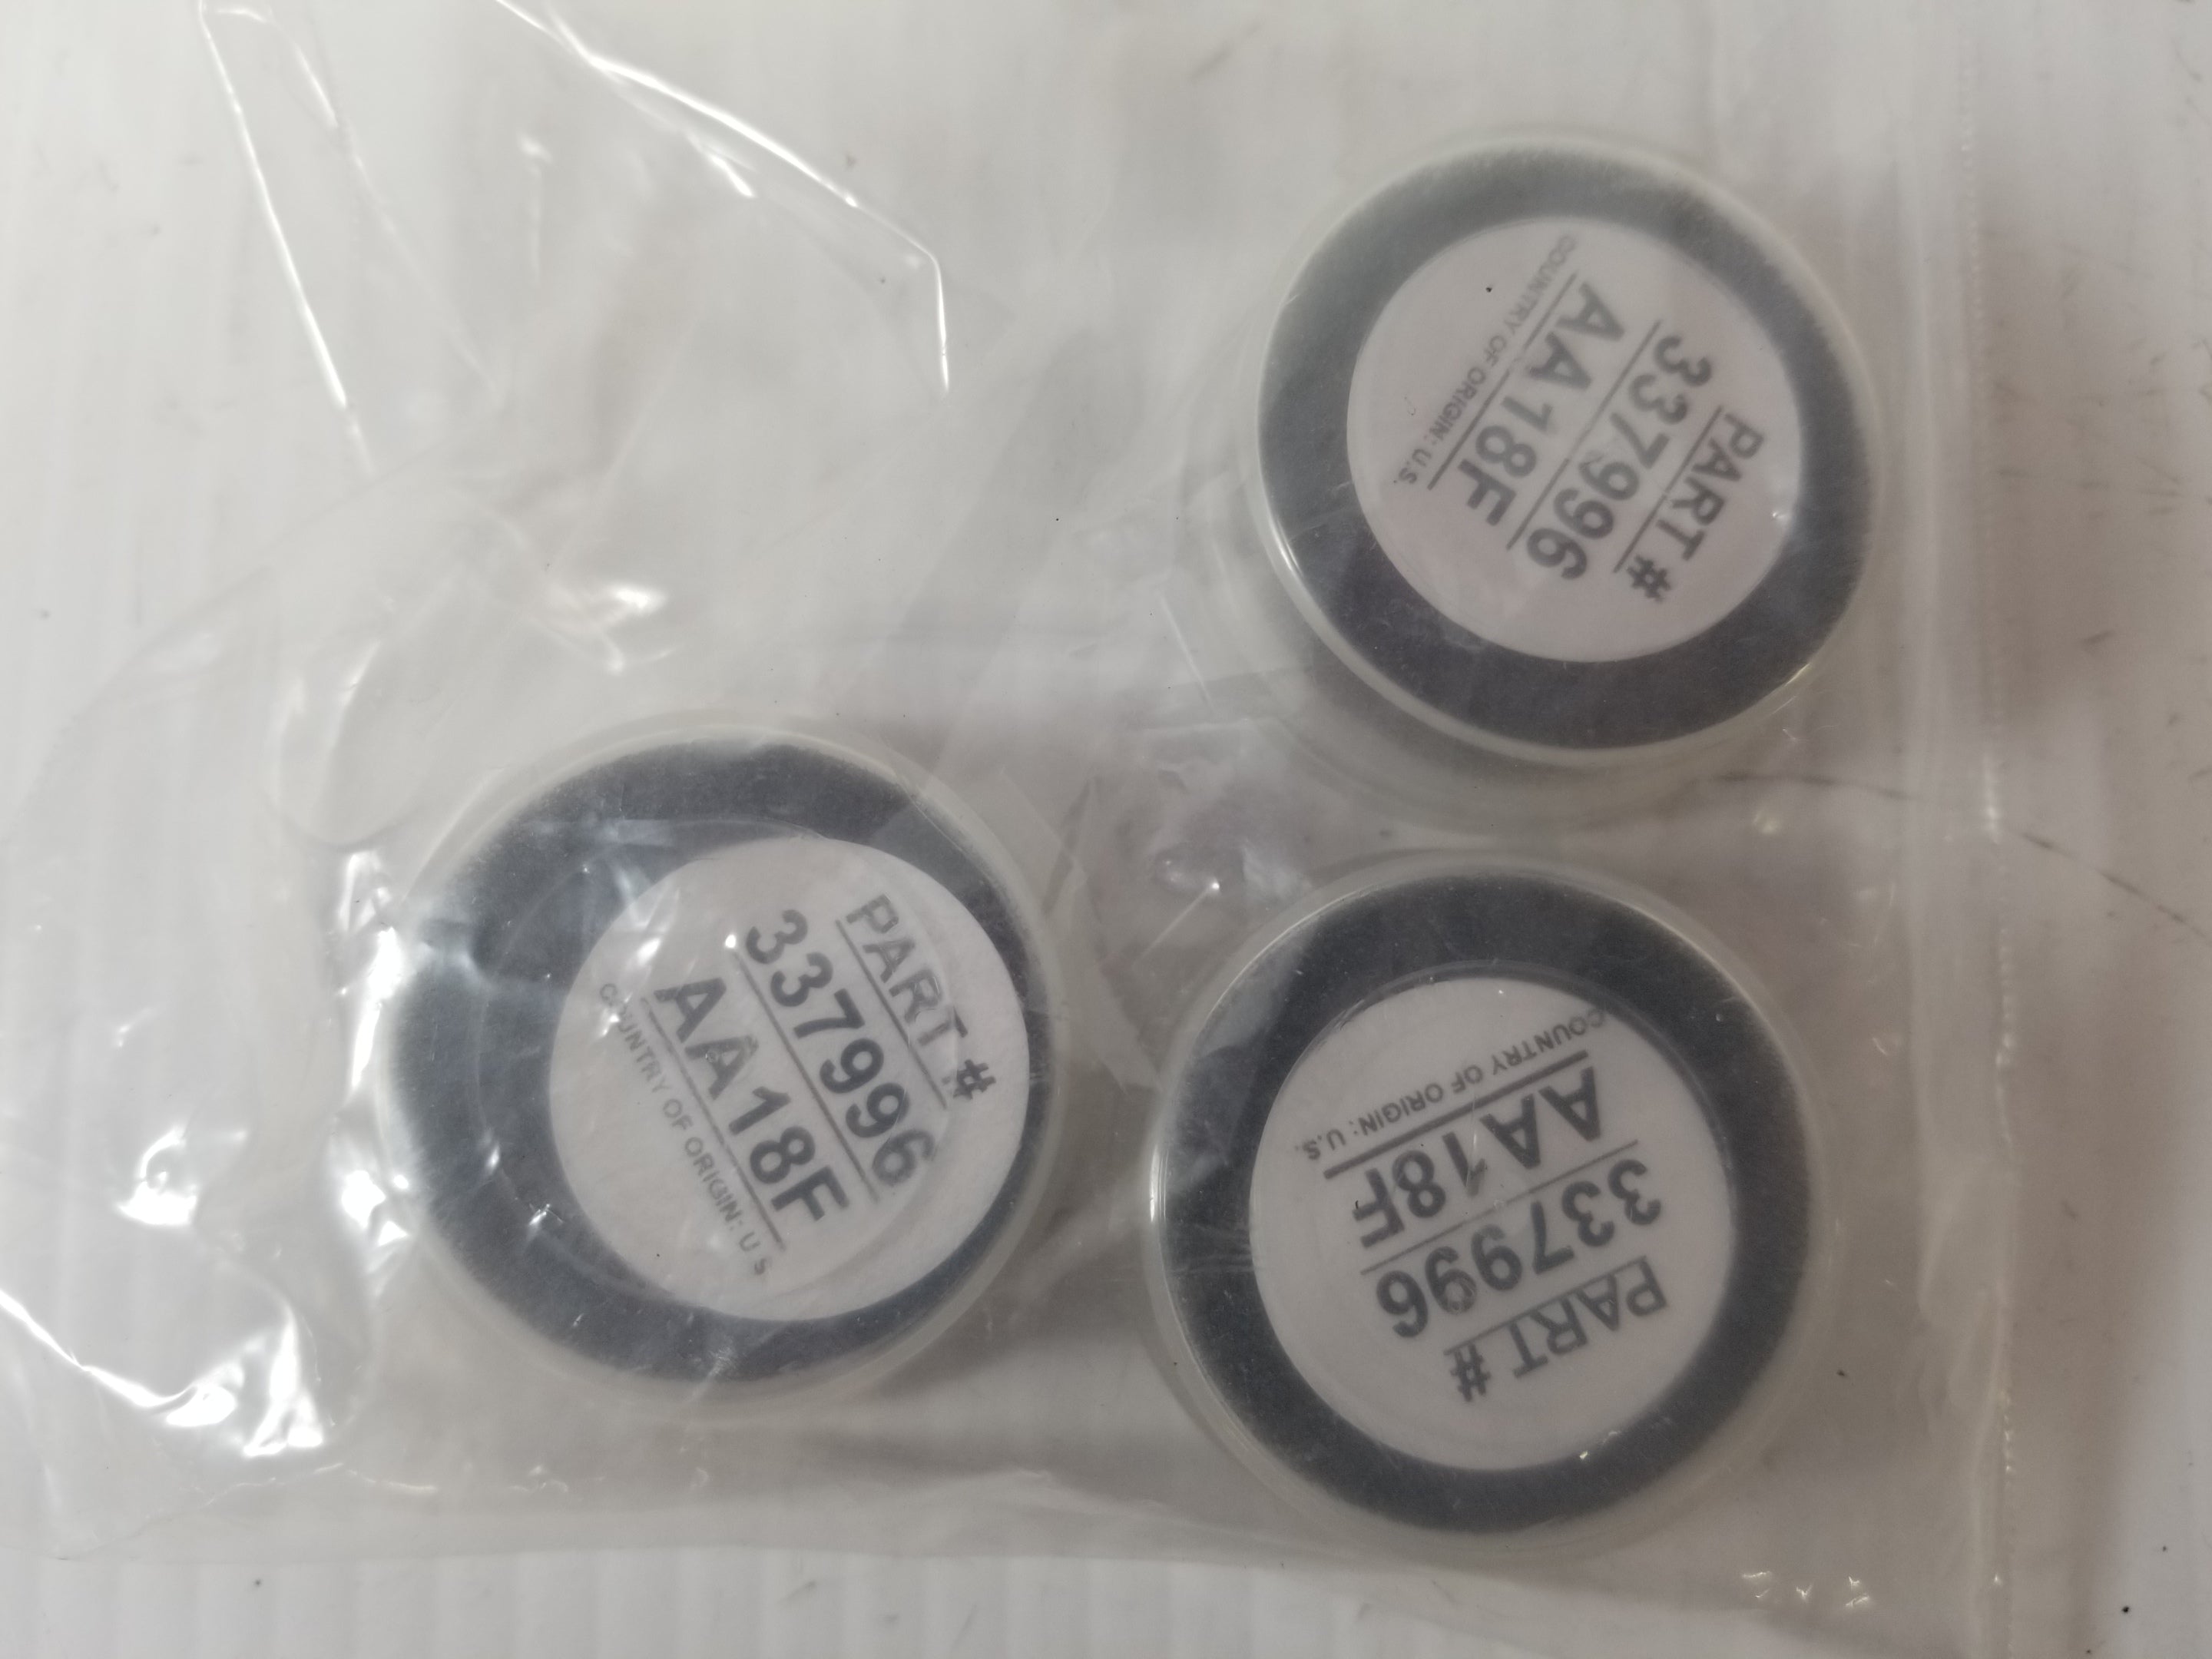 PART #
337996
AA18F
COUNTRY OF ORIGIN: U.S.
PART #
337996
AA18F
COUNTRY OF ORIGIN: U S
PART #
337996
AA18F
COUNTRY OF ORIGIN: U.S.